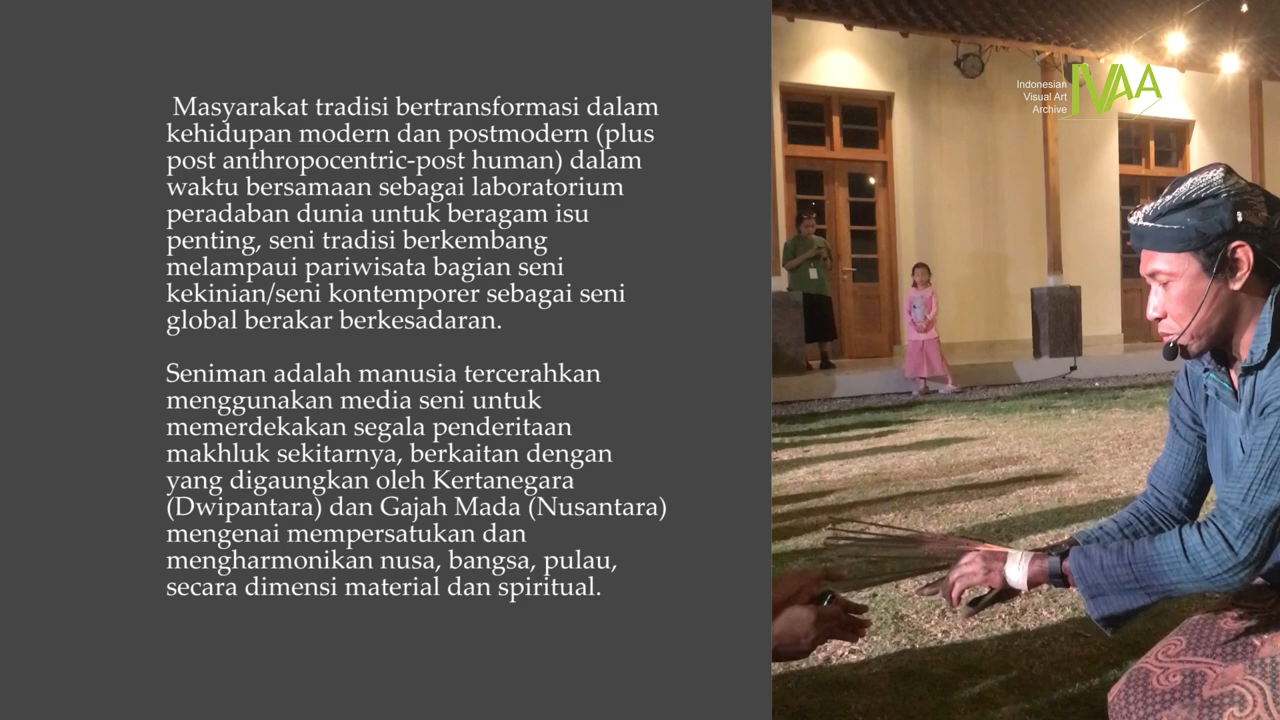 Masyarakat tradisi bertransformasi dalam
kehidupan modern dan postmodern (plus
post anthropocentric-post human) dalam
waktu bersamaan sebagai laboratorium
peradaban dunia untuk beragam isu
penting, seni tradisi berkembang
melampaui pariwisata bagian seni
kekinian/seni kontemporer sebagai seni
global berakar berkesadaran.
Seniman adalah manusia tercerahkan
menggunakan media seni untuk
memerdekakan segala penderitaan
makhluk sekitarnya, berkaitan dengan
yang digaungkan oleh Kertanegara
(Dwipantara) dan Gajah Mada (Nusantara)
mengenai mempersatukan dan
mengharmonikan nusa, bangsa, pulau,
secara dimensi material dan spiritual.
Indonesian
Visual Art
Archive
IVAA